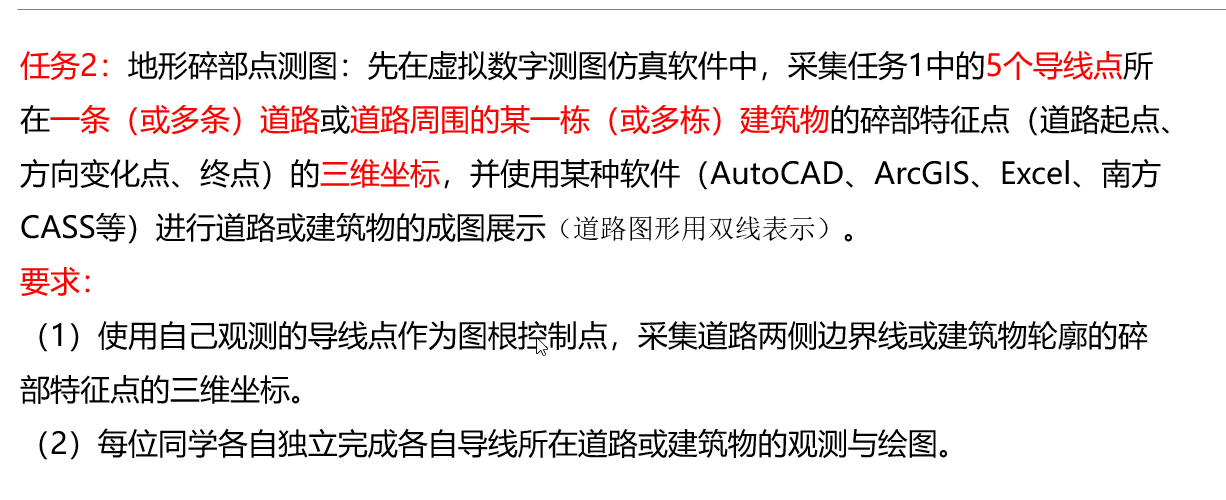 任务2：地形碎部点测图：先在虚拟数字测图仿真软件中，采集任务1中的5个导线点所
在一条（或多条）道路或道路周围的某一栋（或多栋）建筑物的碎部特征点（道路起点、
方向变化点、终点）的三维坐标，并使用某种软件（AutoCAD、ArcGIS、Excel、南方
CASS等）进行道路或建筑物的成图展示（道路图形用双线表示）。
要求：
（1）使用自己观测的导线点作为图根控制点，采集道路两侧边界线或建筑物轮廓的碎
部特征点的三维坐标。
（2）每位同学各自独立完成各自导线所在道路或建筑物的观测与绘图。